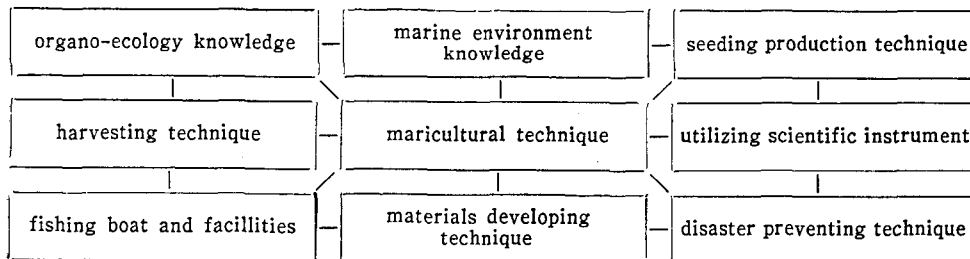 organo-ecology knowledge
marine environment
knowledge
seeding production technique
harvesting technique
maricultural technique
utilizing scientific instrument
fishing boat and facillities
materials developing
technique
disaster preventing technique